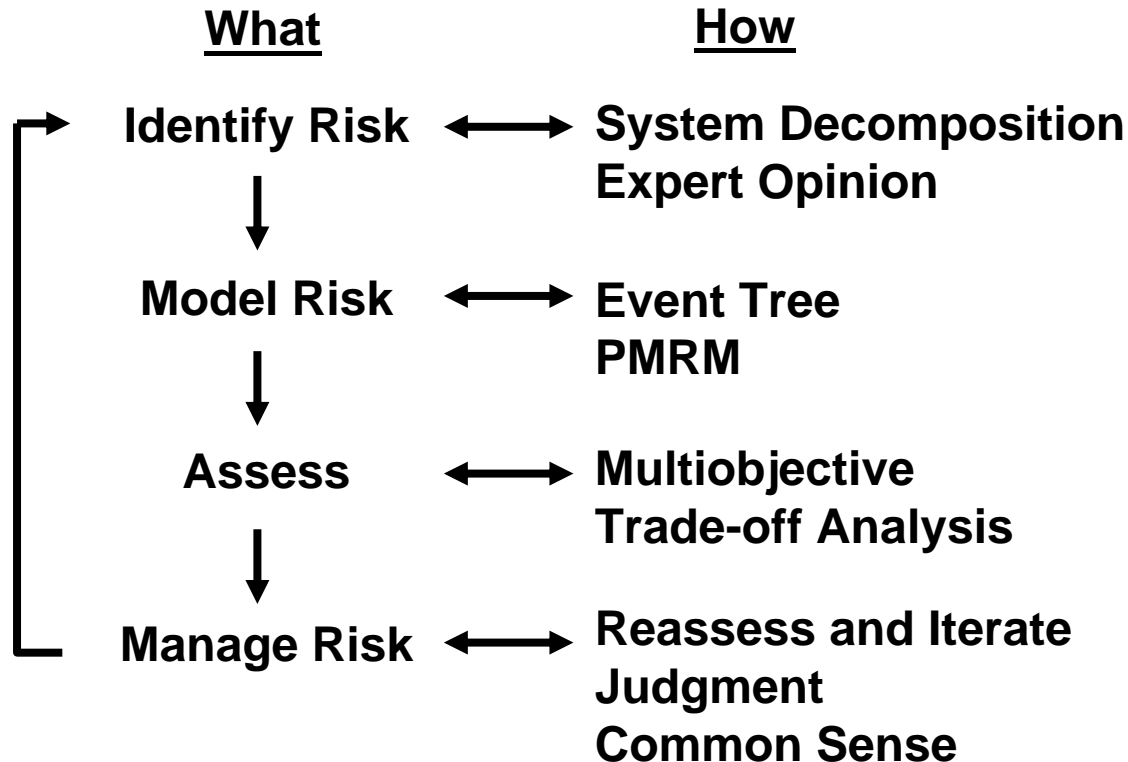 What
How
Identify Risk
System Decomposition
Expert Opinion
Model Risk
Event Tree
PMRM
Assess
Multiobjective
Trade-off Analysis
Manage Risk
Reassess and Iterate
Judgment
Common Sense